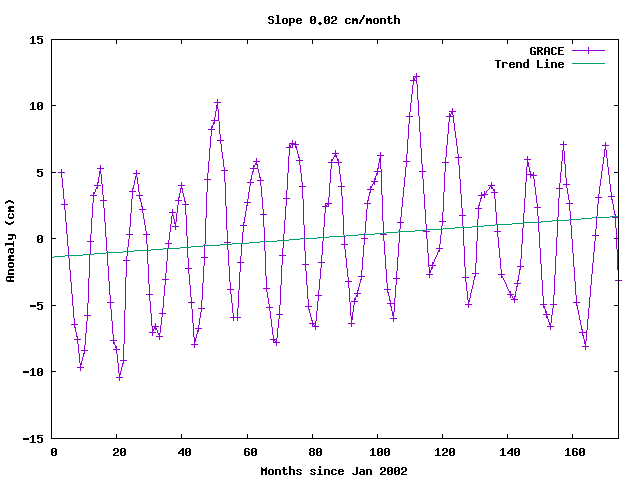 Slope 0.02 cm/month
15
GRACE
Trend Line
10
5
0
-5
-10
-15
Anomaly (cm)
0 20 40 60 80 100 120 140 160
Months since Jan 2002